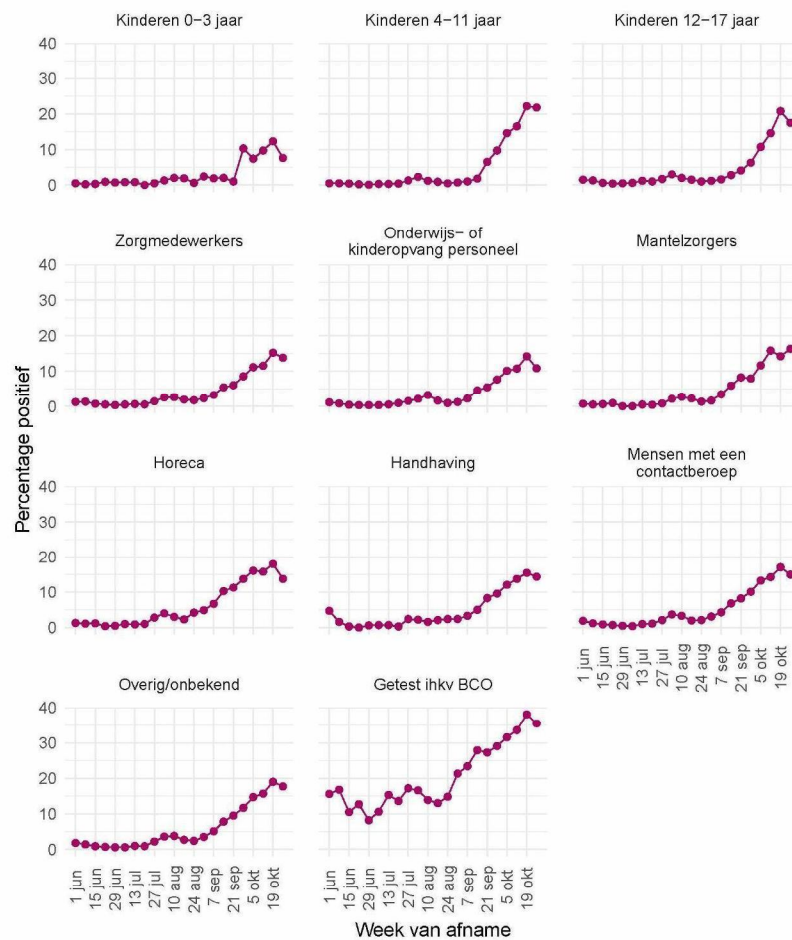 Kinderen 0−3 jaar
Kinderen 4−11 jaar
Kinderen 12−17 jaar
40
30
20
10
0
Zorgmedewerkers
Onderwijs− of
kinderopvang personeel
Mantelzorgers
40
30
20
10
0
Percentage positief
Horeca
Handhaving
Mensen met een
contactberoep
40
30
20
10
0
1 jun
15 jun
29 jun
13 jul
27 jul
10 aug
24 aug
7 sep
21 sep
5 okt
19 okt
Overig/onbekend
Getest ihkv BCO
40
30
20
10
0
1 jun
15 jun
29 jun
13 jul
27 jul
10 aug
24 aug
7 sep
21 sep
5 okt
19 okt
1 jun
15 jun
29 jun
13 jul
27 jul
10 aug
24 aug
7 sep
21 sep
5 okt
19 okt
Week van afname